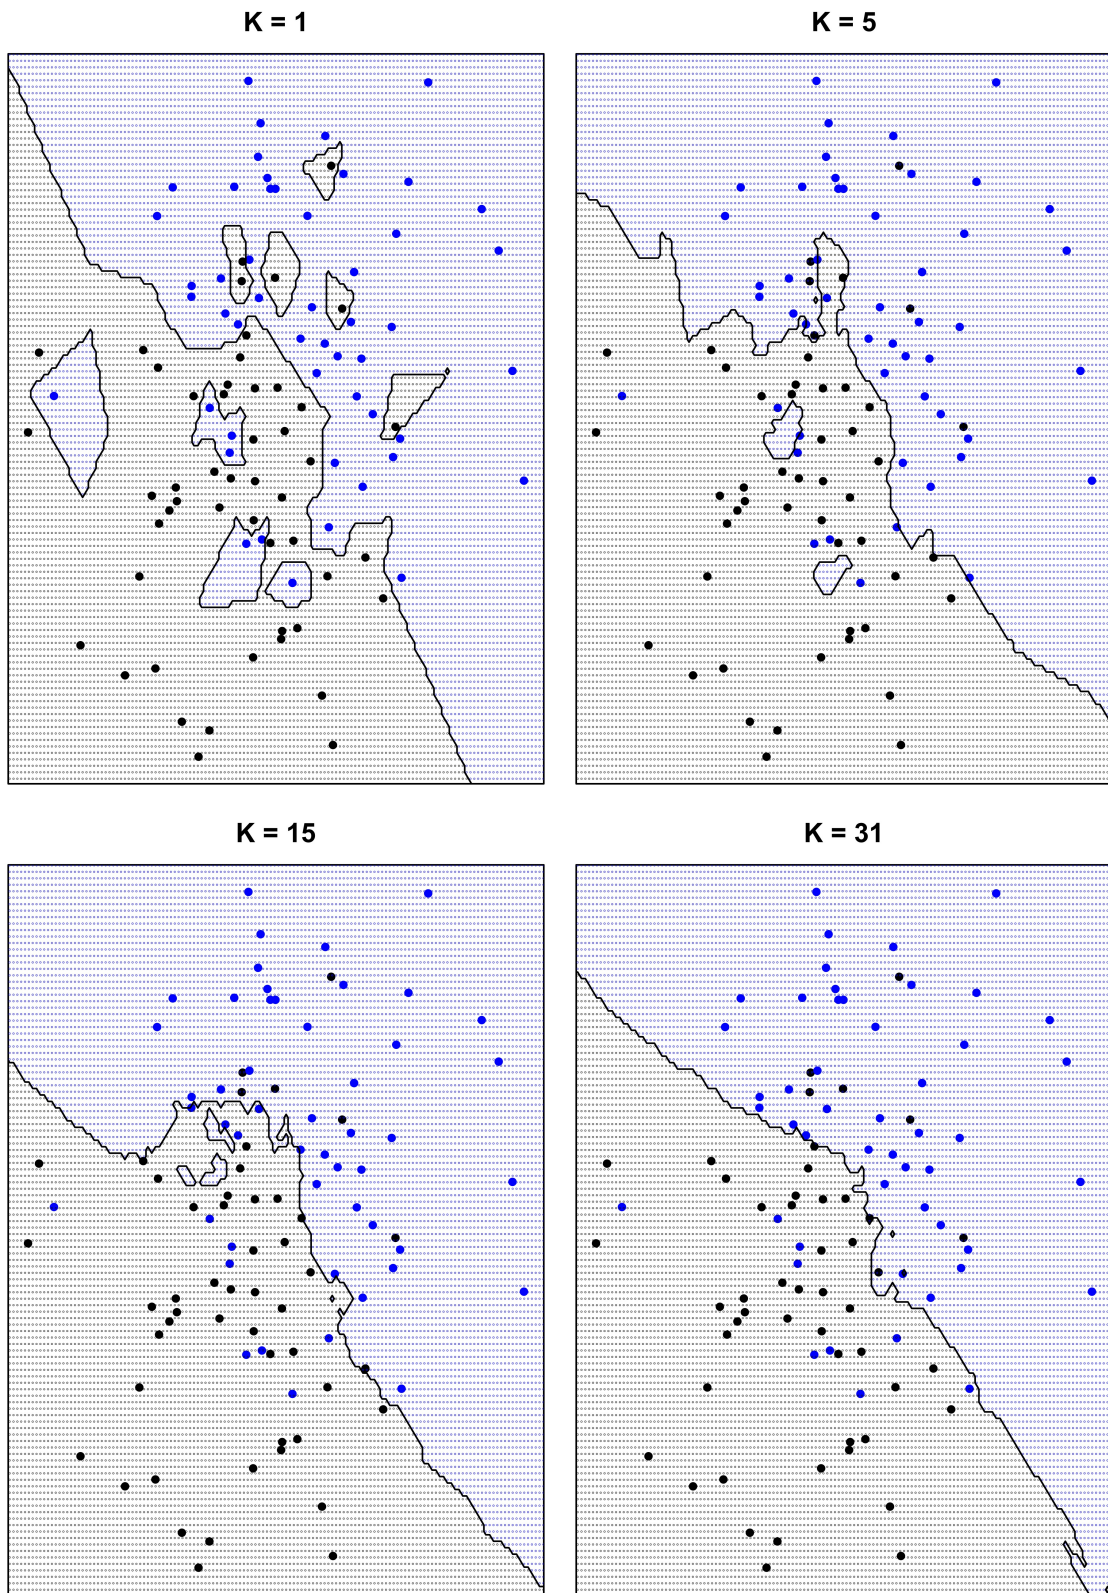 K = 1
K = 5
K = 15
K = 31